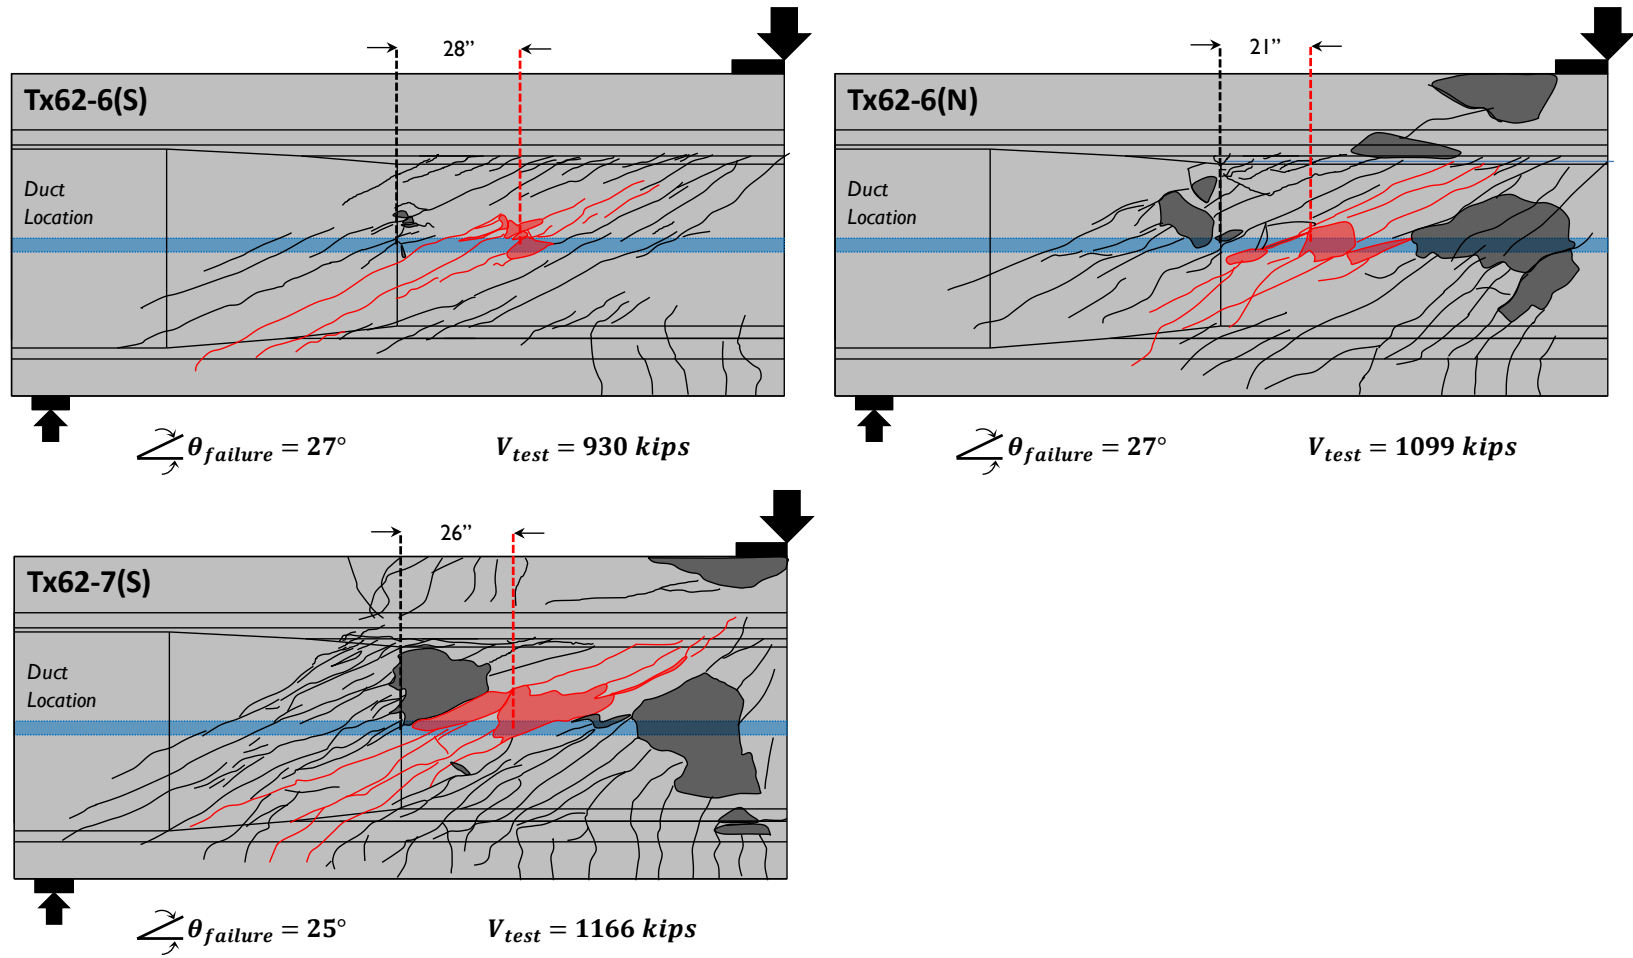 28”
Tx62-6(S)
Duct
Location
θfailure = 27°
Vtest = 930 kips
21”
Tx62-6(N)
Duct
Location
θfailure = 27°
Vtest = 1099 kips
26”
Tx62-7(S)
Duct
Location
θfailure = 25°
Vtest = 1166 kips